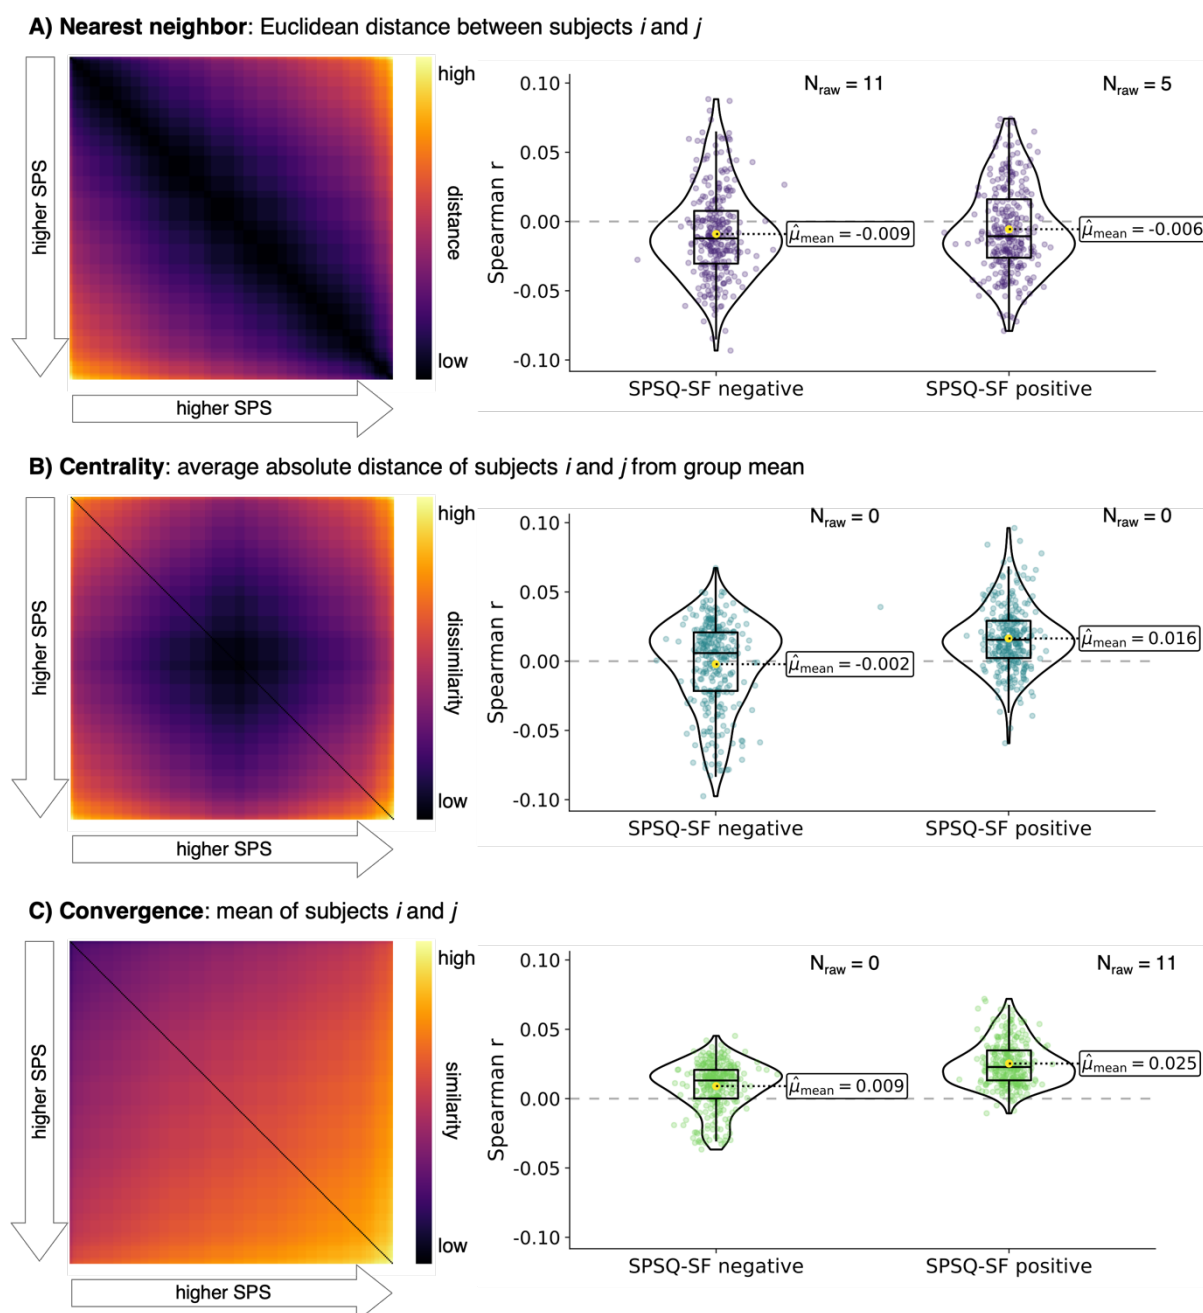 A) Nearest neighbor: Euclidean distance between subjects i and j
higher SPS
high
distance
low
higher SPS
Spearman r
0.10
0.05
0.00
-0.05
-0.10
N_raw = 11
N_raw = 5
μ̂_mean = -0.009
μ̂_mean = -0.006
SPSQ-SF negative
SPSQ-SF positive
B) Centrality: average absolute distance of subjects i and j from group mean
higher SPS
high
dissimilarity
low
higher SPS
Spearman r
0.10
0.05
0.00
-0.05
-0.10
N_raw = 0
N_raw = 0
μ̂_mean = -0.002
μ̂_mean = 0.016
SPSQ-SF negative
SPSQ-SF positive
C) Convergence: mean of subjects i and j
higher SPS
high
similarity
low
higher SPS
Spearman r
0.10
0.05
0.00
-0.05
-0.10
N_raw = 0
N_raw = 11
μ̂_mean = 0.009
μ̂_mean = 0.025
SPSQ-SF negative
SPSQ-SF positive